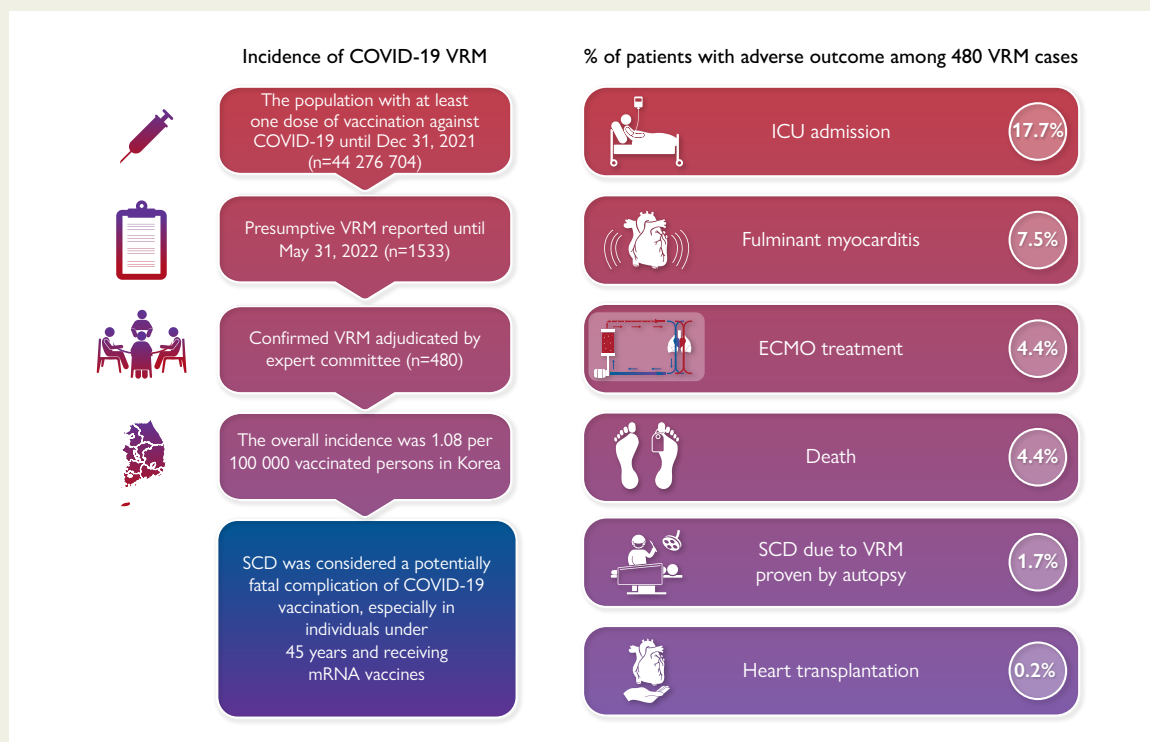 Incidence of COVID-19 VRM
The population with at least
one dose of vaccination against
COVID-19 until Dec 31, 2021
(n=44 276 704)
Presumptive VRM reported until
May 31, 2022 (n=1533)
Confirmed VRM adjudicated by
expert committee (n=480)
The overall incidence was 1.08 per
100 000 vaccinated persons in Korea
SCD was considered a potentially
fatal complication of COVID-19
vaccination, especially in
individuals under
45 years and receiving
mRNA vaccines
% of patients with adverse outcome among 480 VRM cases
ICU admission
17.7%
Fulminant myocarditis
7.5%
ECMO treatment
4.4%
Death
4.4%
SCD due to VRM
proven by autopsy
1.7%
Heart transplantation
0.2%